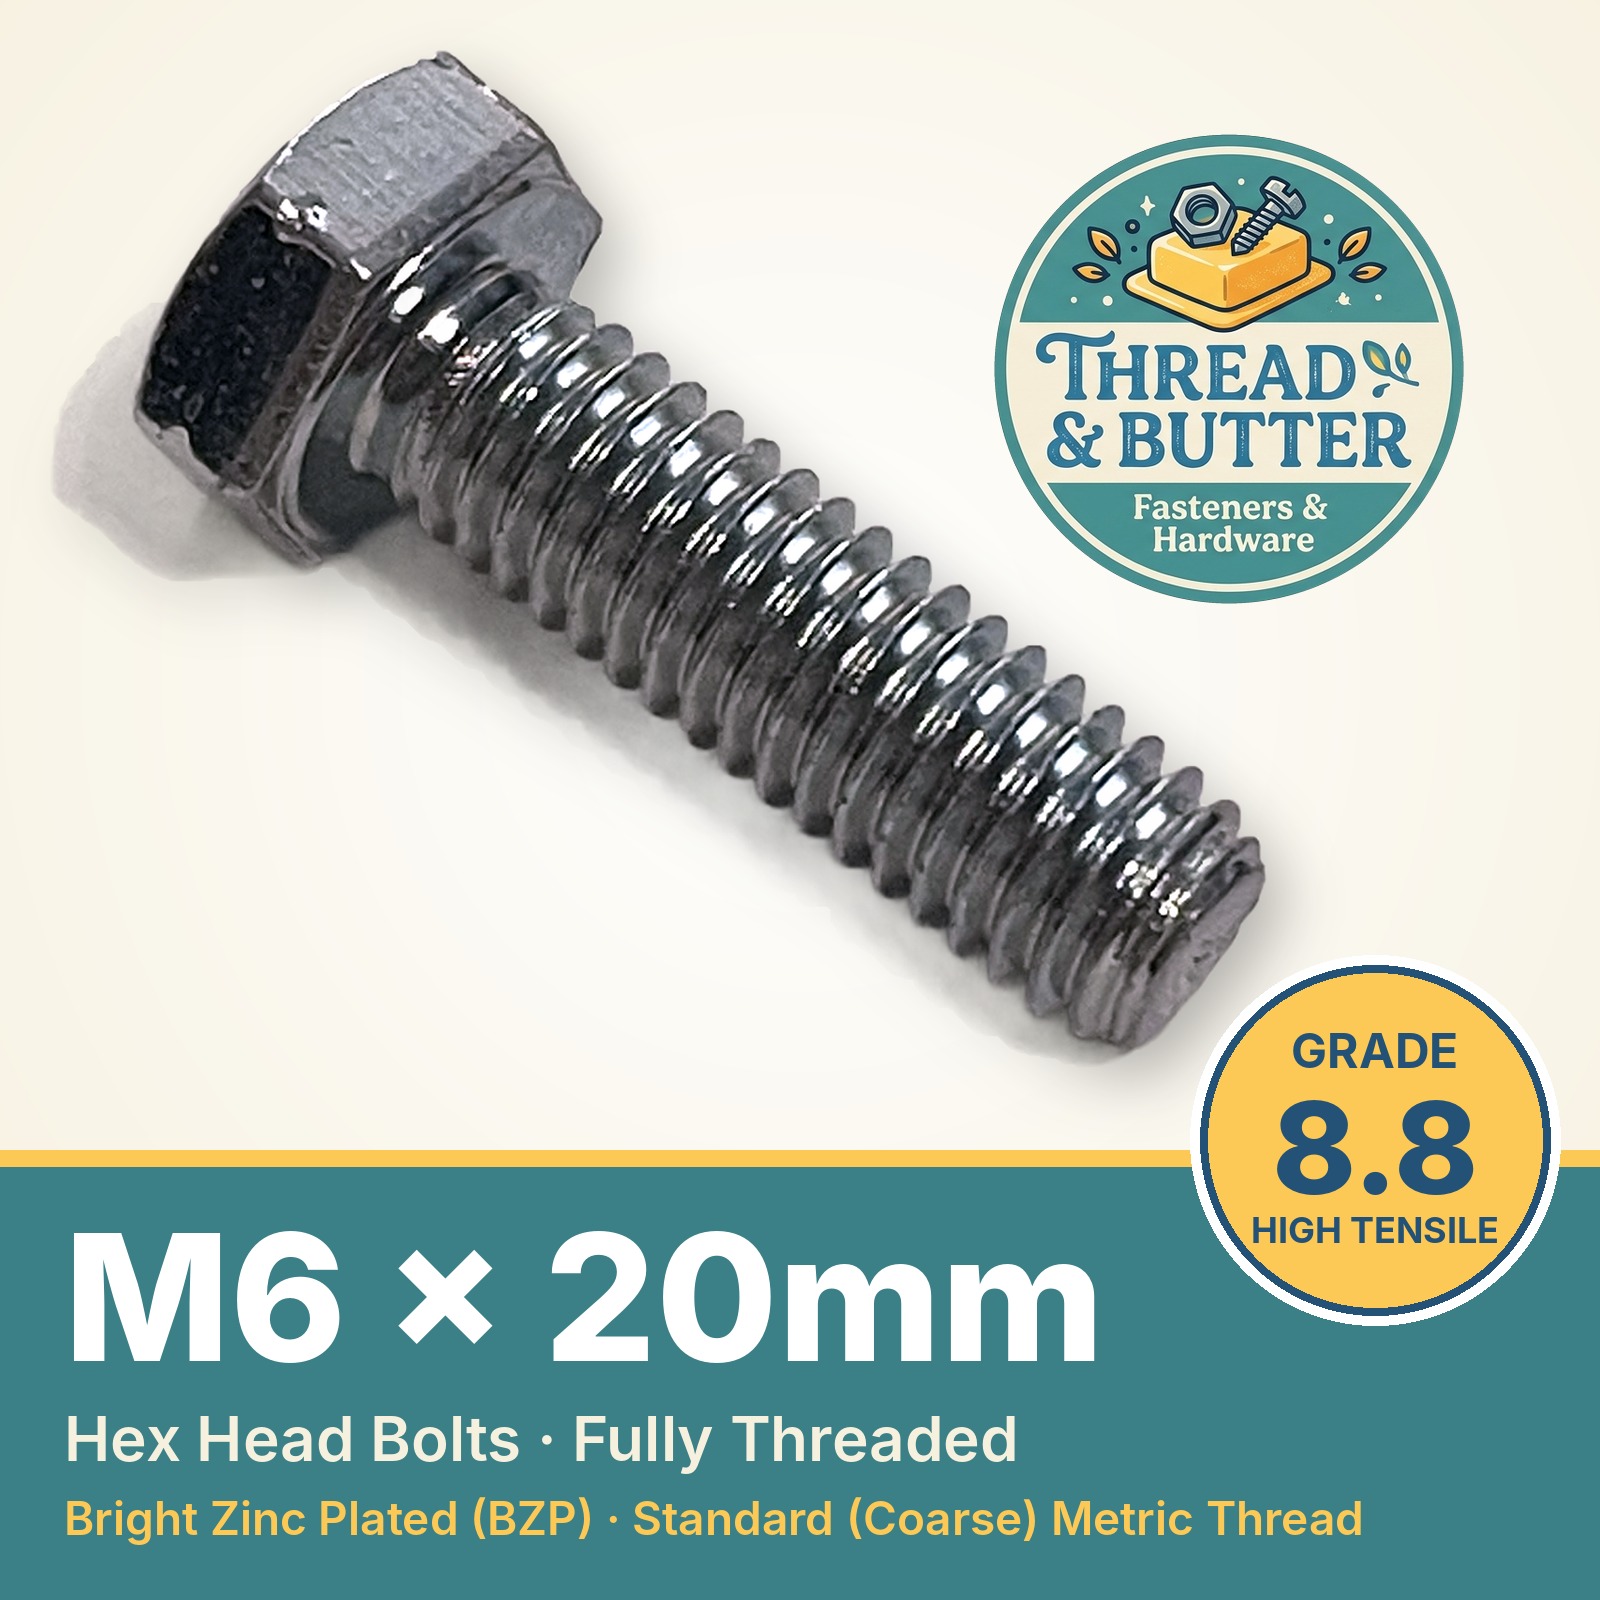 THREAD
& BUTTER
Fasteners &
Hardware
GRADE
8.8
HIGH TENSILE
M6 × 20mm
Hex Head Bolts · Fully Threaded
Bright Zinc Plated (BZP) · Standard (Coarse) Metric Thread